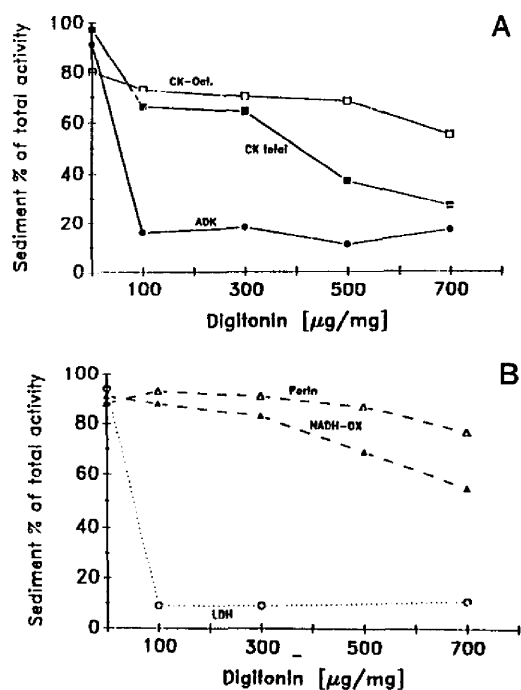 A
Sediment % of total activity
100
80
60
40
20
0
CK-Oct.
CK total
ADK
100 300 500 700
Digitonin [µg/mg]
B
Sediment % of total activity
100
80
60
40
20
0
Porin
NADH-OX
LDH
100 300 500 700
Digitonin [µg/mg]